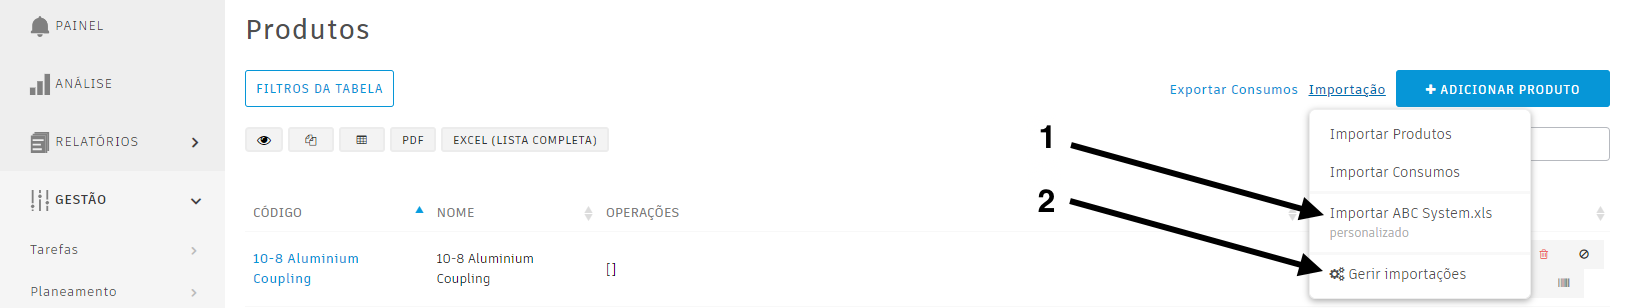 PAINEL
ANÁLISE
RELATÓRIOS
GESTÃO
Tarefas
Planeamento
Produtos
FILTROS DA TABELA
Exportar Consumos
Importação
ADICIONAR PRODUTO
PDF
EXCEL (LISTA COMPLETA)
Importar Produtos
Importar Consumos
Importar ABC System.xls
personalizado
Gerir importações
1
2
CÓDIGO
NOME
OPERAÇÕES
10-8 Aluminium
Coupling
10-8 Aluminium
Coupling
[]